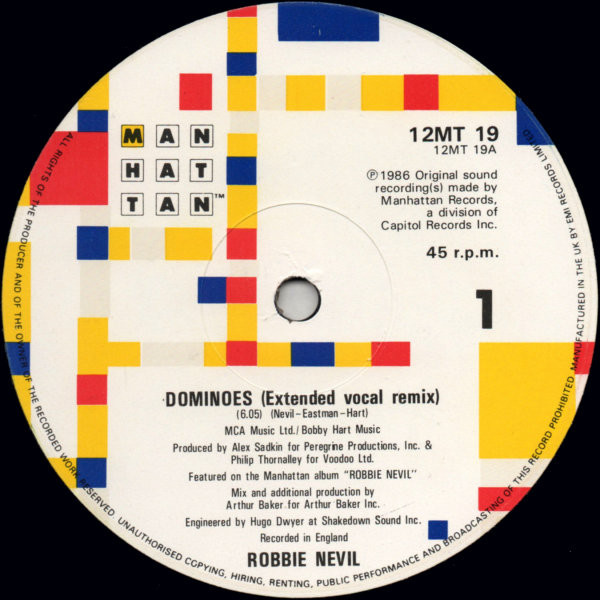 MAN
HAT
TAN™
12MT 19
12MT 19A
℗ 1986 Original sound
recording(s) made by
Manhattan Records,
a division of
Capitol Records Inc.
45 r.p.m.
1
DOMINOES (Extended vocal remix)
(6.05) (Nevil-Eastman-Hart)
MCA Music Ltd./Bobby Hart Music
Produced by Alex Sadkin for Peregrine Productions, Inc. &
Philip Thornalley for Voodoo Ltd.
Featured on the Manhattan album "ROBBIE NEVIL"
Mix and additional production by
Arthur Baker for Arthur Baker Inc.
Engineered by Hugo Dwyer at Shakedown Sound Inc.
Recorded in England
ROBBIE NEVIL
ALL RIGHTS OF THE PRODUCER AND OF THE OWNER OF THE RECORDED WORK RESERVED. UNAUTHORISED COPYING, HIRING, RENTING, PUBLIC PERFORMANCE AND BROADCASTING OF THIS RECORD PROHIBITED. MANUFACTURED IN THE UK BY EMI RECORDS LIMITED